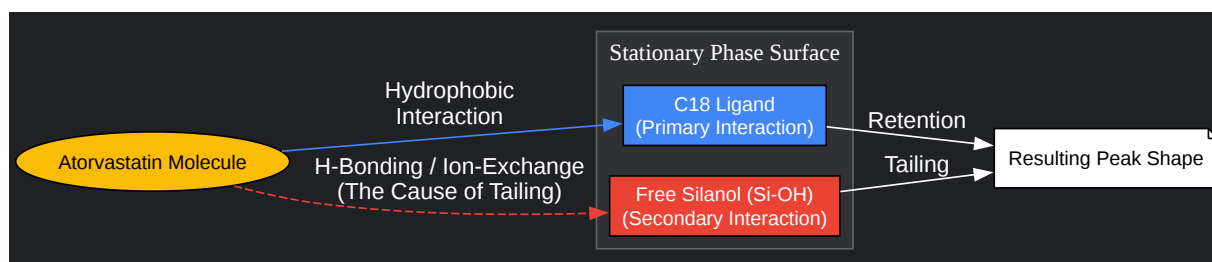 Stationary Phase Surface
Hydrophobic
Interaction
C18 Ligand
(Primary Interaction)
Retention
Atorvastatin Molecule
H-Bonding / Ion-Exchange
(The Cause of Tailing)
Free Silanol (Si-OH)
(Secondary Interaction)
Tailing
Resulting Peak Shape